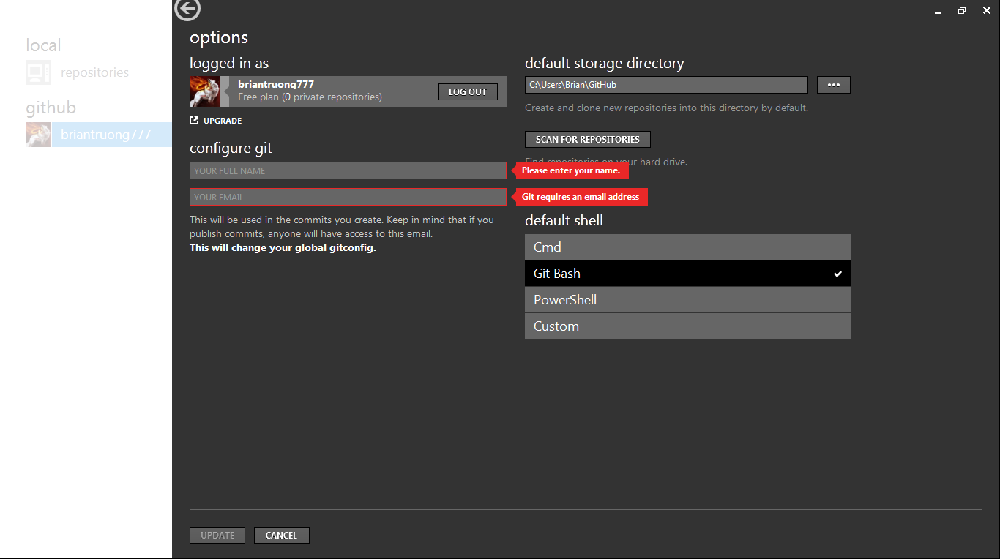 local
repositories
github
briantruong777
options
logged in as
briantruong777
Free plan (0 private repositories)
LOG OUT
UPGRADE
configure git
YOUR FULL NAME
Please enter your name.
YOUR EMAIL
Git requires an email address
This will be used in the commits you create. Keep in mind that if you
publish commits, anyone will have access to this email.
This will change your global gitconfig.
default storage directory
C:\Users\Brian\GitHub
Create and clone new repositories into this directory by default.
SCAN FOR REPOSITORIES
Find repositories on your hard drive.
default shell
Cmd
Git Bash
PowerShell
Custom
UPDATE
CANCEL